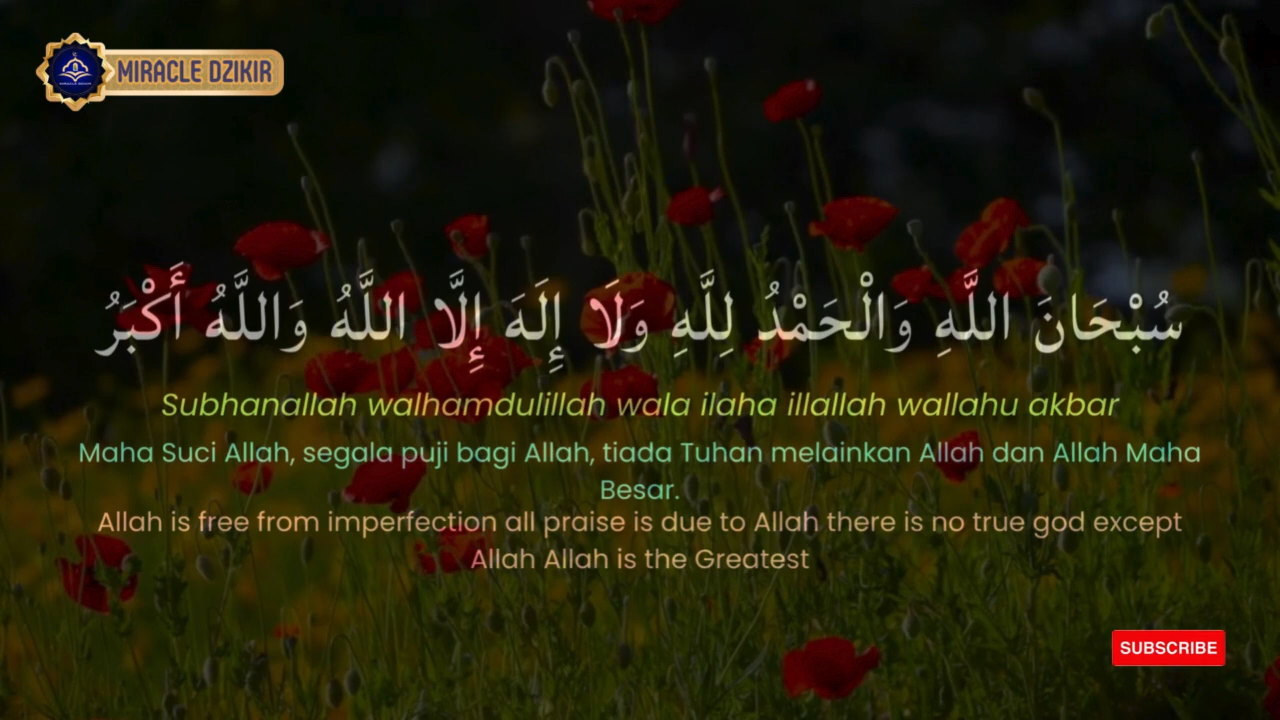 MIRACLE DZIKIR
سُبْحَانَ اللَّهِ وَالْحَمْدُ لِلَّهِ وَلَا إِلَهَ إِلَّا اللَّهُ وَاللَّهُ أَكْبَرُ
Subhanallah walhamdulillah wala ilaha illallah wallahu akbar
Maha Suci Allah, segala puji bagi Allah, tiada Tuhan melainkan Allah dan Allah Maha
Besar.
Allah is free from imperfection all praise is due to Allah there is no true god except
Allah Allah is the Greatest
SUBSCRIBE